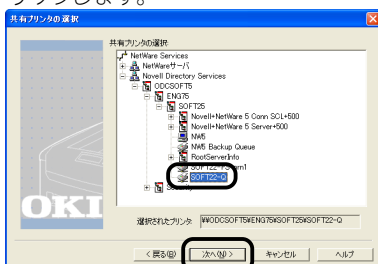 クリックします。
共有プリンタの選択
共有プリンタの選択
NetWare Services
NetWareサーバ
Novell Directory Services
ODCSOFT5
ENG75
SOFT25
Novell+NetWare 5 Conn SCL+500
Novell+NetWare 5 Server+500
NW5
NW5 Backup Queue
RootServerInfo
SOFT22-Q
OKI
選択されたプリンタ: ¥¥ODCSOFT5¥ENG75¥SOFT25¥SOFT22-Q
< 戻る(B)
次へ(N) >
キャンセル
ヘルプ